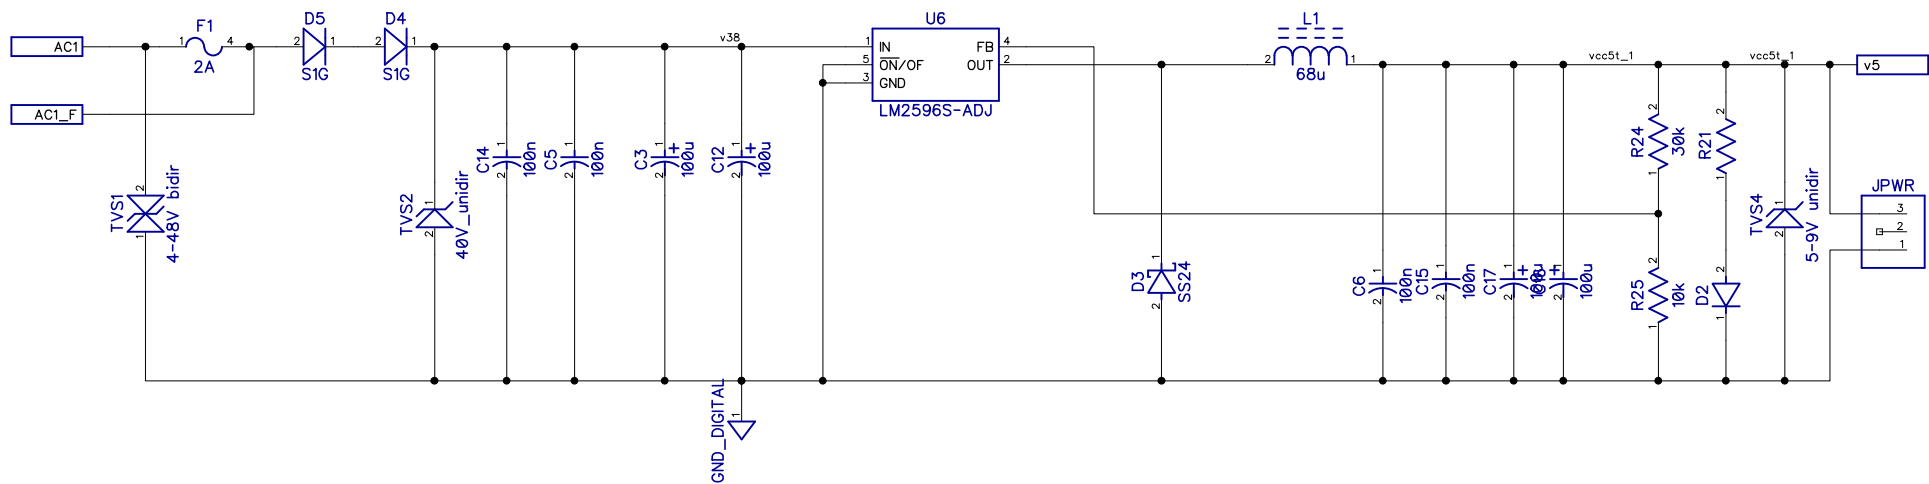 AC1
AC1_F
F1
1 4
2A
D5
2 1
S1G
D4
2 1
S1G
TVS1
4-48V bidir
2
1
TVS2
40V_unidir
1
2
C14
100n
1
2
C5
100n
1
2
C3
100u
1
+
2
v38
C12
100u
1
+
2
GND_DIGITAL
1
U6
1 IN FB 4
5 ON/OF OUT 2
3 GND
LM2596S-ADJ
D3
SS24
1
2
L1
2 1
68u
C6
100n
1
2
C15
100n
1
2
C17
1
+
2
100u
1
+
2
vcc5t_1
R24
30k
2
1
R25
10k
2
1
R21
2
1
D2
2
1
vcc5t_1
TVS4
5-9V unidir
1
2
v5
JPWR
3
2
1